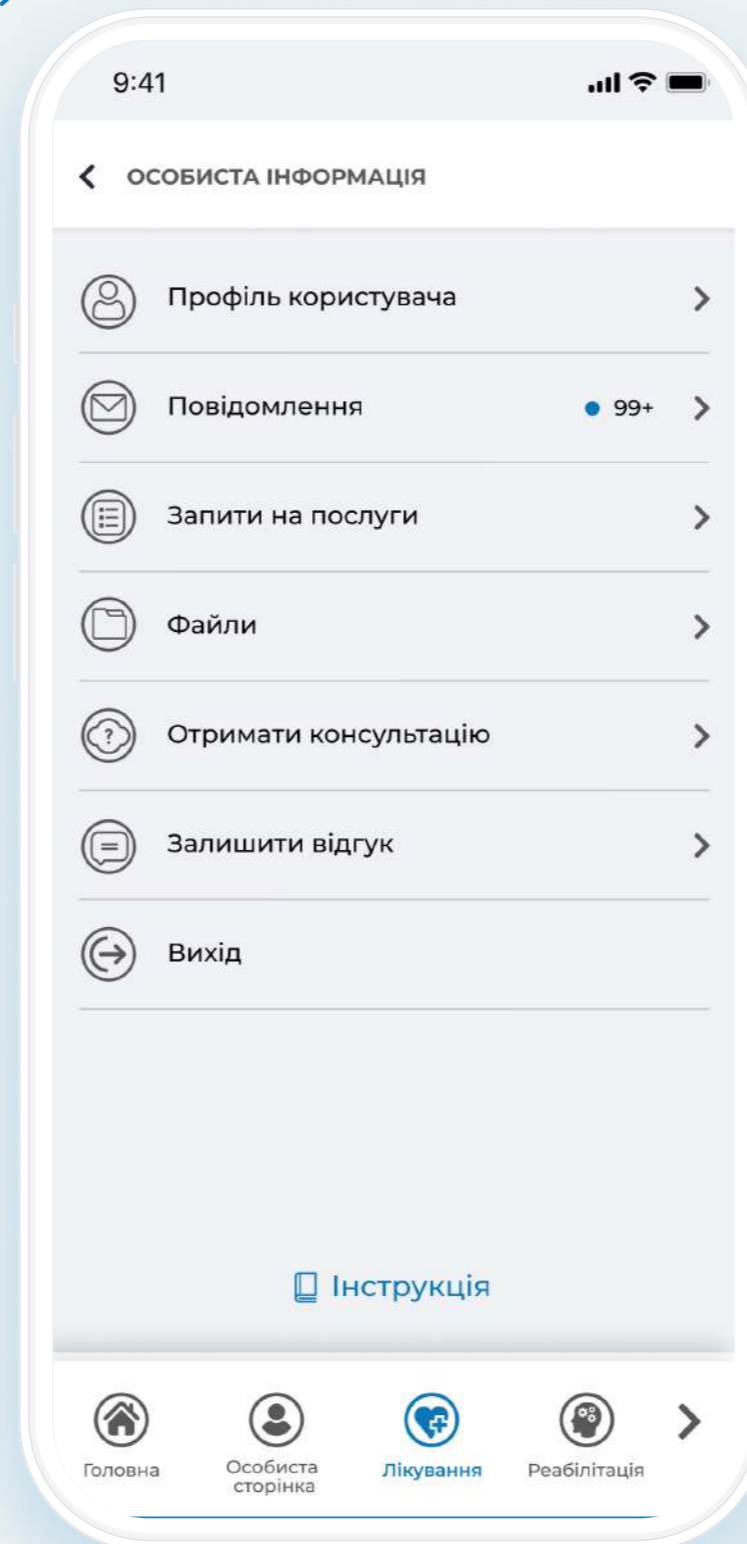 9:41
ОСОБИСТА ІНФОРМАЦІЯ
Профіль користувача
Повідомлення 99+
Запити на послуги
Файли
Отримати консультацію
Залишити відгук
Вихід
Інструкція
Головна
Особиста
сторінка
Лікування
Реабілітація